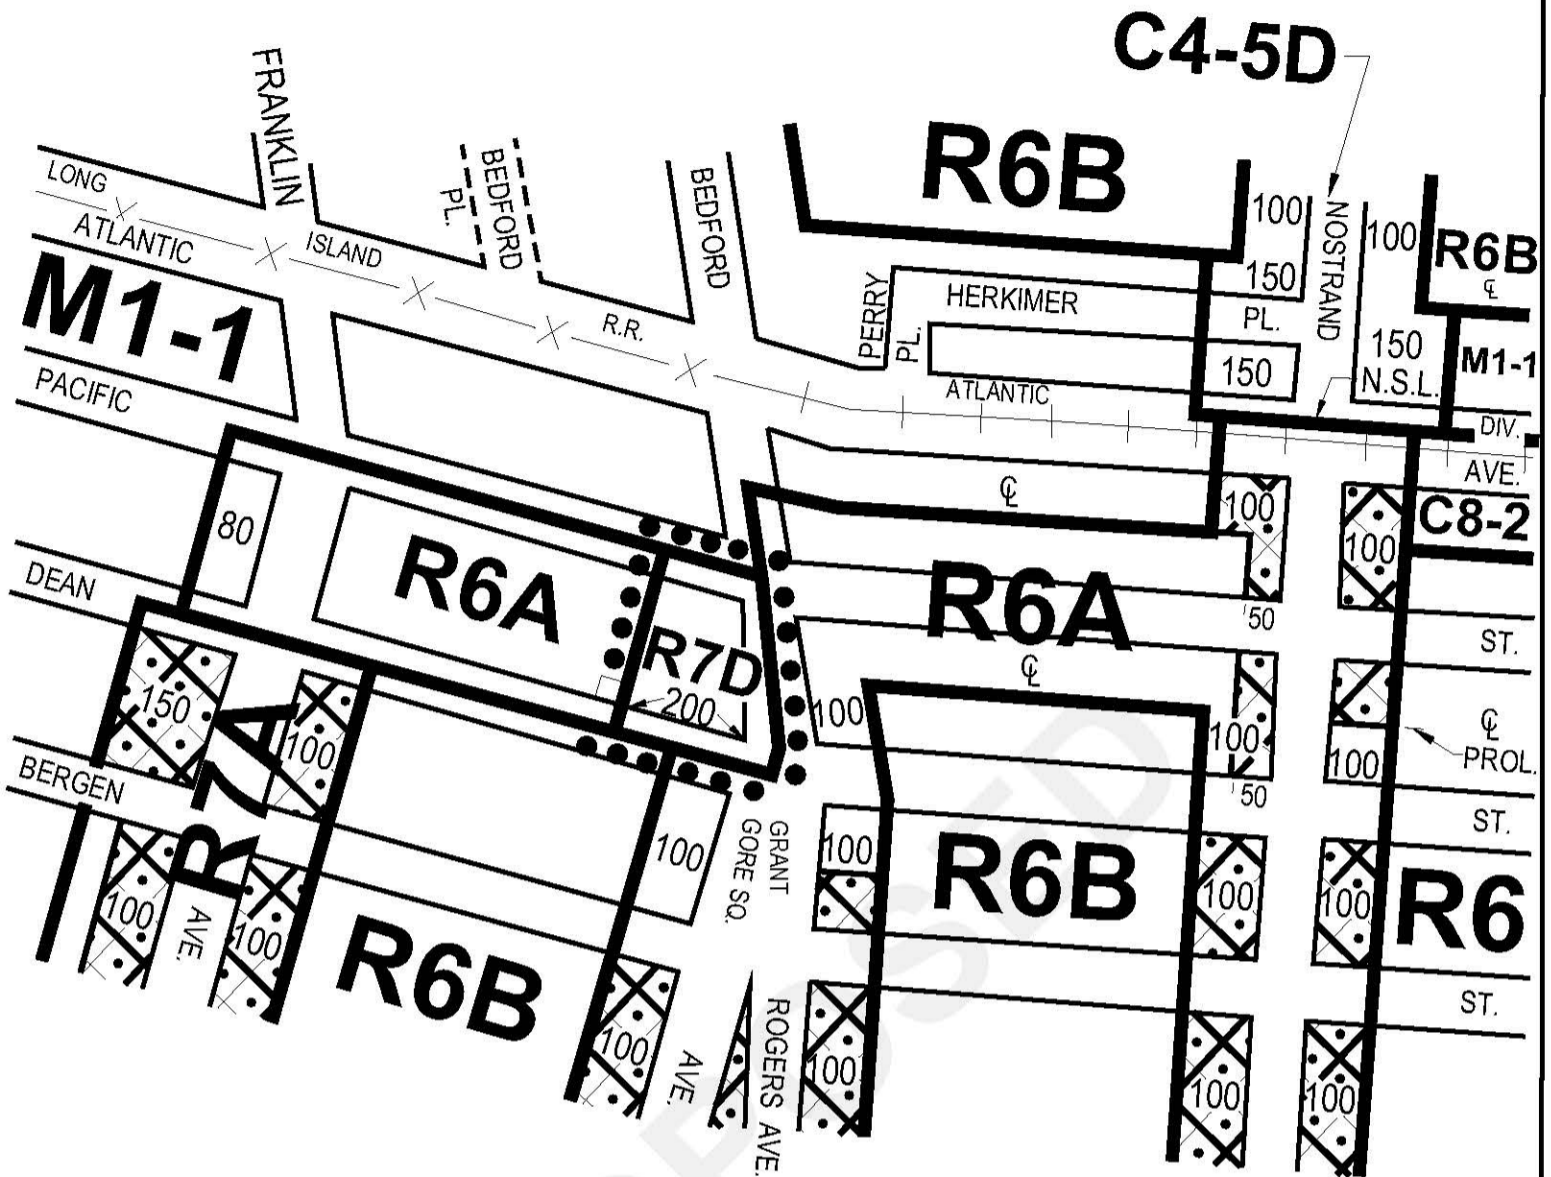 C4-5D
FRANKLIN
BEDFORD
PL.
BEDFORD
R6B
100
NOSTRAND
100
R6B
℄
LONG
ISLAND
R.R.
ATLANTIC
M1-1
PERRY
PL.
HERKIMER
PL.
150
150
150
N.S.L.
M1-1
ATLANTIC
DIV.
AVE.
PACIFIC
80
R6A
R7D
200
℄
100
100
C8-2
R6A
℄
50
ST.
DEAN
150
R7A
100
100
100
50
100
℄
PROL.
ST.
BERGEN
100
AVE.
100
R6B
100
GRANT
GORE SQ.
100
R6B
100
100
R6
ST.
100
AVE.
ROGERS AVE.
100
100
100